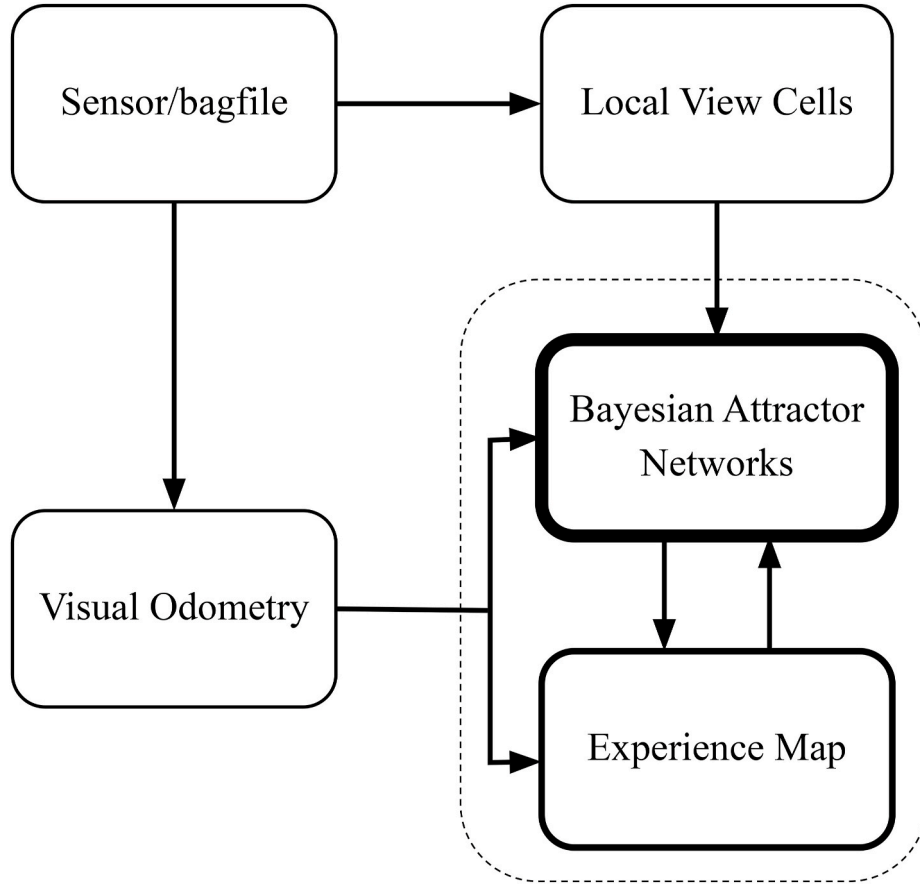 Sensor/bagfile
Local View Cells
Bayesian Attractor
Networks
Visual Odometry
Experience Map